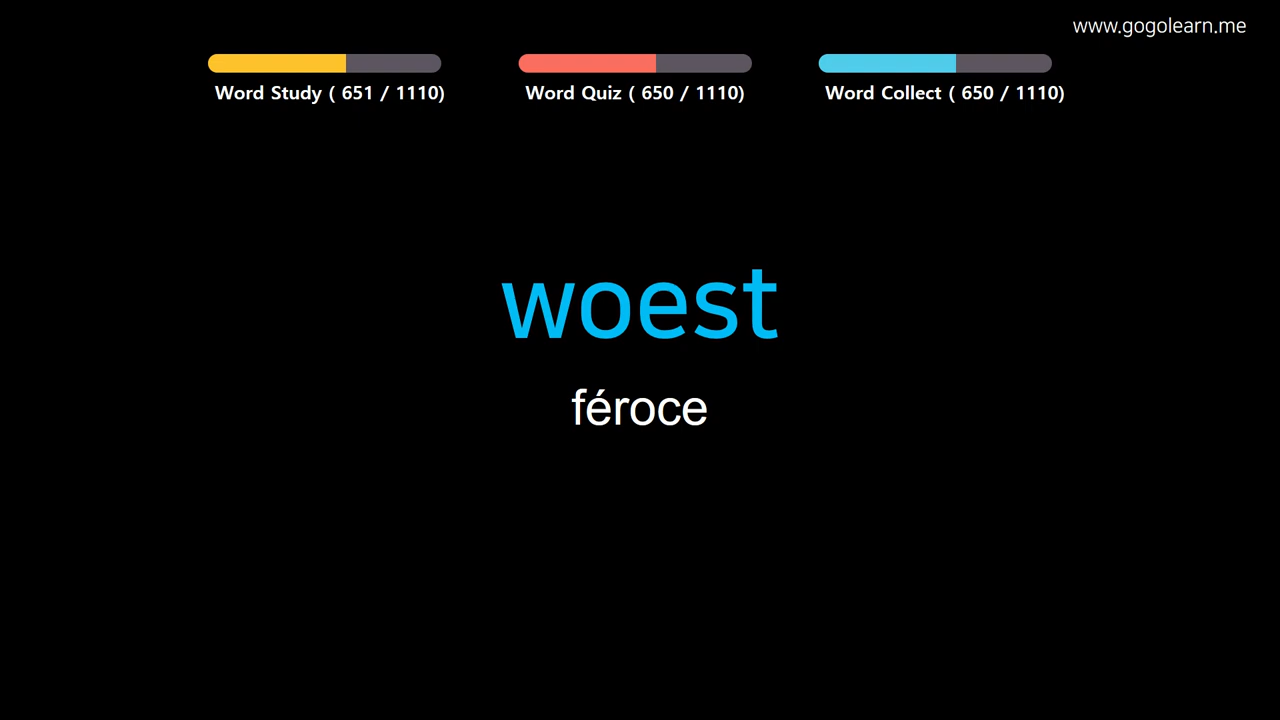 www.gogolearn.me
Word Study ( 651 / 1110)
Word Quiz ( 650 / 1110)
Word Collect ( 650 / 1110)
woest
féroce